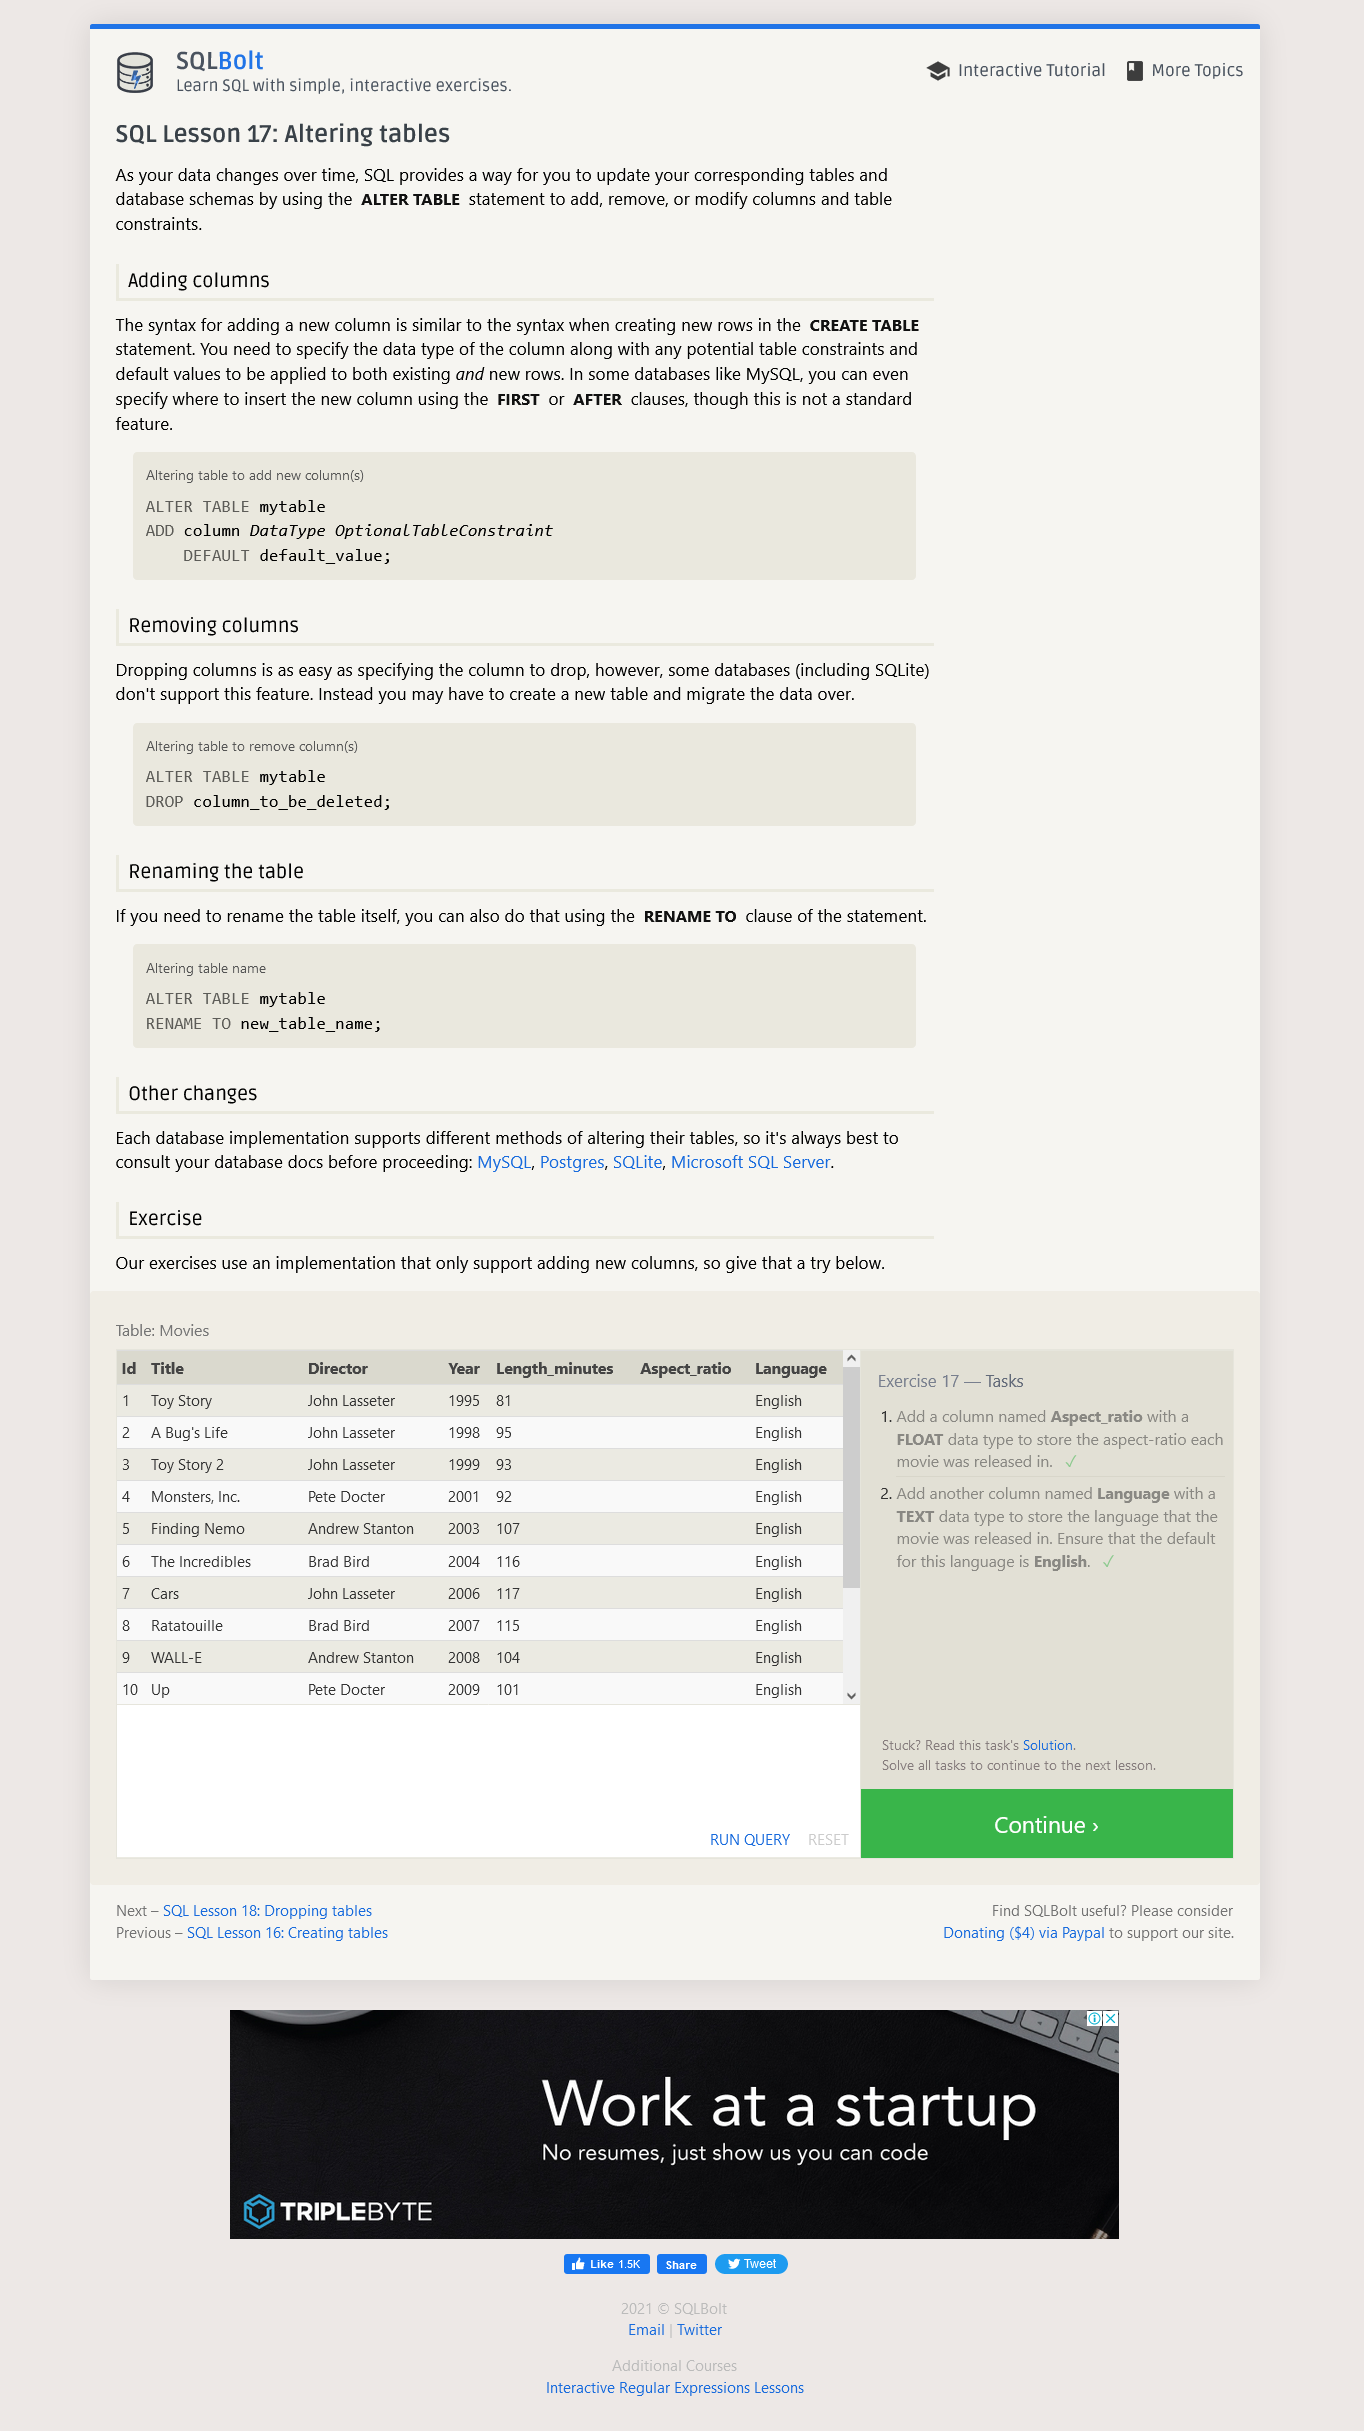 SQLBolt
Learn SQL with simple, interactive exercises.
Interactive Tutorial
More Topics
SQL Lesson 17: Altering tables
As your data changes over time, SQL provides a way for you to update your corresponding tables and
database schemas by using the ALTER TABLE statement to add, remove, or modify columns and table
constraints.
Adding columns
The syntax for adding a new column is similar to the syntax when creating new rows in the CREATE TABLE
statement. You need to specify the data type of the column along with any potential table constraints and
default values to be applied to both existing and new rows. In some databases like MySQL, you can even
specify where to insert the new column using the FIRST or AFTER clauses, though this is not a standard
feature.
Altering table to add new column(s)
ALTER TABLE mytable
ADD column DataType OptionalTableConstraint
DEFAULT default_value;
Removing columns
Dropping columns is as easy as specifying the column to drop, however, some databases (including SQLite)
don't support this feature. Instead you may have to create a new table and migrate the data over.
Altering table to remove column(s)
ALTER TABLE mytable
DROP column_to_be_deleted;
Renaming the table
If you need to rename the table itself, you can also do that using the RENAME TO clause of the statement.
Altering table name
ALTER TABLE mytable
RENAME TO new_table_name;
Other changes
Each database implementation supports different methods of altering their tables, so it's always best to
consult your database docs before proceeding: MySQL, Postgres, SQLite, Microsoft SQL Server.
Exercise
Our exercises use an implementation that only support adding new columns, so give that a try below.
Table: Movies
Id Title Director Year Length_minutes Aspect_ratio Language
1 Toy Story John Lasseter 1995 81 English
2 A Bug's Life John Lasseter 1998 95 English
3 Toy Story 2 John Lasseter 1999 93 English
4 Monsters, Inc. Pete Docter 2001 92 English
5 Finding Nemo Andrew Stanton 2003 107 English
6 The Incredibles Brad Bird 2004 116 English
7 Cars John Lasseter 2006 117 English
8 Ratatouille Brad Bird 2007 115 English
9 WALL-E Andrew Stanton 2008 104 English
10 Up Pete Docter 2009 101 English
RUN QUERY RESET
Exercise 17 — Tasks
1. Add a column named Aspect_ratio with a
FLOAT data type to store the aspect-ratio each
movie was released in. ✓
2. Add another column named Language with a
TEXT data type to store the language that the
movie was released in. Ensure that the default
for this language is English. ✓
Stuck? Read this task's Solution.
Solve all tasks to continue to the next lesson.
Continue ›
Next – SQL Lesson 18: Dropping tables
Previous – SQL Lesson 16: Creating tables
Find SQLBolt useful? Please consider
Donating ($4) via Paypal to support our site.
Work at a startup
No resumes, just show us you can code
TRIPLEBYTE
Like 1.5K
Share
Tweet
2021 © SQLBolt
Email | Twitter
Additional Courses
Interactive Regular Expressions Lessons